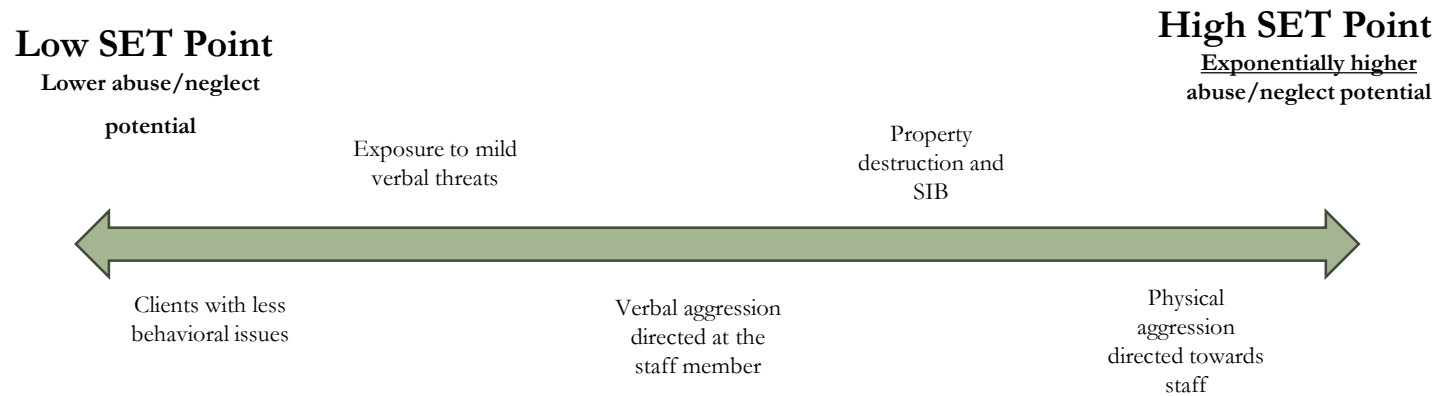 Low SET Point
Lower abuse/neglect
potential
High SET Point
Exponentially higher
abuse/neglect potential
Exposure to mild
verbal threats
Property
destruction and
SIB
Clients with less
behavioral issues
Verbal aggression
directed at the
staff member
Physical
aggression
directed towards
staff